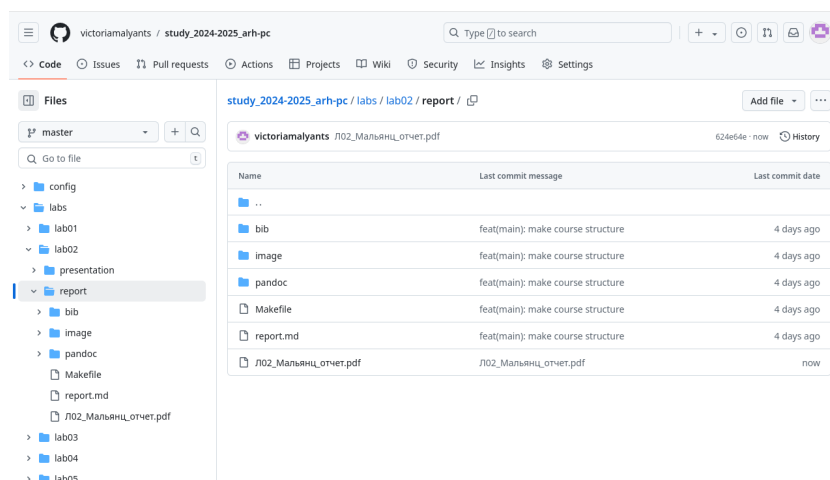 victoriamalyants / study_2024-2025_arh-pc
Type / to search
Code Issues Pull requests Actions Projects Wiki Security Insights Settings
Files
master
Go to file t
config
labs
lab01
lab02
presentation
report
bib
image
pandoc
Makefile
report.md
Л02_Мальянц_отчет.pdf
lab03
lab04
lab05
study_2024-2025_arh-pc / labs / lab02 / report /
Add file
victoriamalyants Л02_Мальянц_отчет.pdf 624e64e · now History
Name Last commit message Last commit date
..
bib feat(main): make course structure 4 days ago
image feat(main): make course structure 4 days ago
pandoc feat(main): make course structure 4 days ago
Makefile feat(main): make course structure 4 days ago
report.md feat(main): make course structure 4 days ago
Л02_Мальянц_отчет.pdf Л02_Мальянц_отчет.pdf now